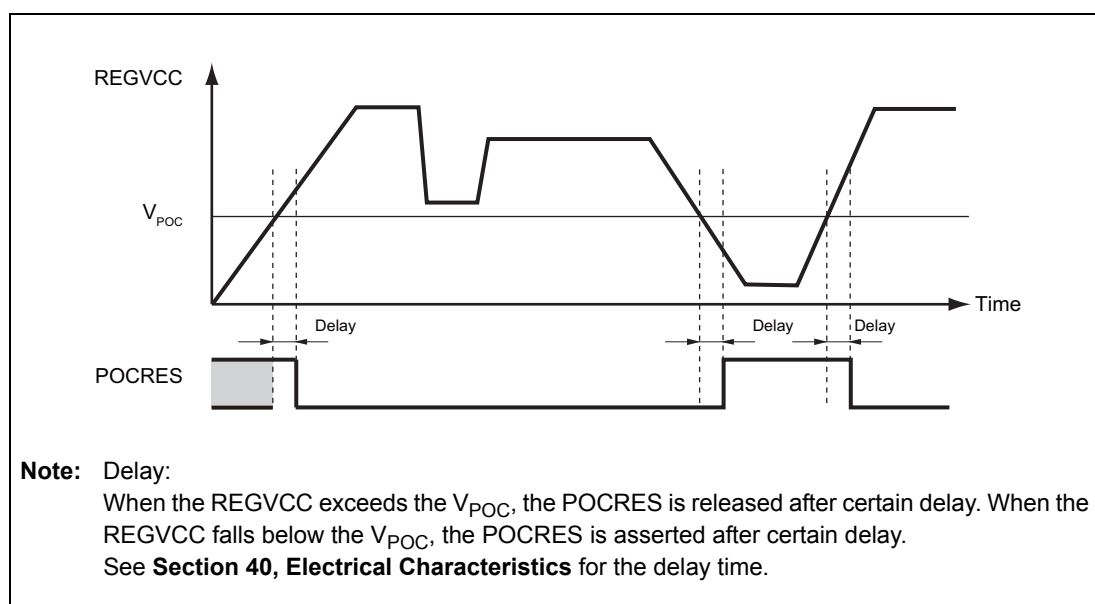 REGVCC
VPOC
Time
Delay Delay Delay
POCRES
Note: Delay:
When the REGVCC exceeds the VPOC, the POCRES is released after certain delay. When the
REGVCC falls below the VPOC, the POCRES is asserted after certain delay.
See Section 40, Electrical Characteristics for the delay time.